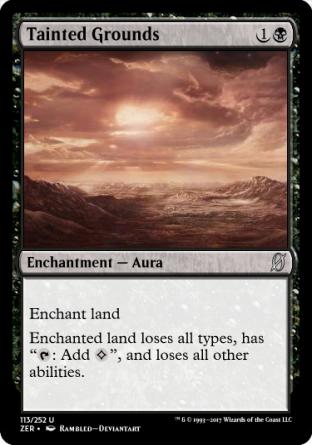 Tainted Grounds 1
Enchantment — Aura
Enchant land
Enchanted land loses all types, has
“: Add ”, and loses all other
abilities.
113/252 U
ZER • Rambled–Deviantart
™ & © 1993–2017 Wizards of the Coast LLC